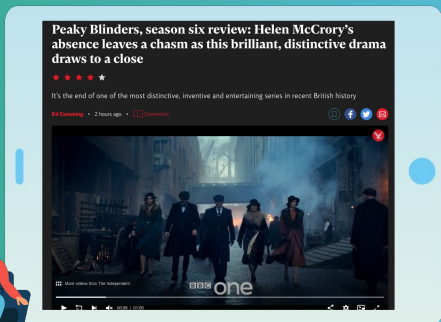 Peaky Blinders, season six review: Helen McCrory's
absence leaves a chasm as this brilliant, distinctive drama
draws to a close
It's the end of one of the most distinctive, inventive and entertaining series in recent British history
Ed Cumming • 2 hours ago • Comments
More videos from The Independent
BBC one
00:09 / 01:00